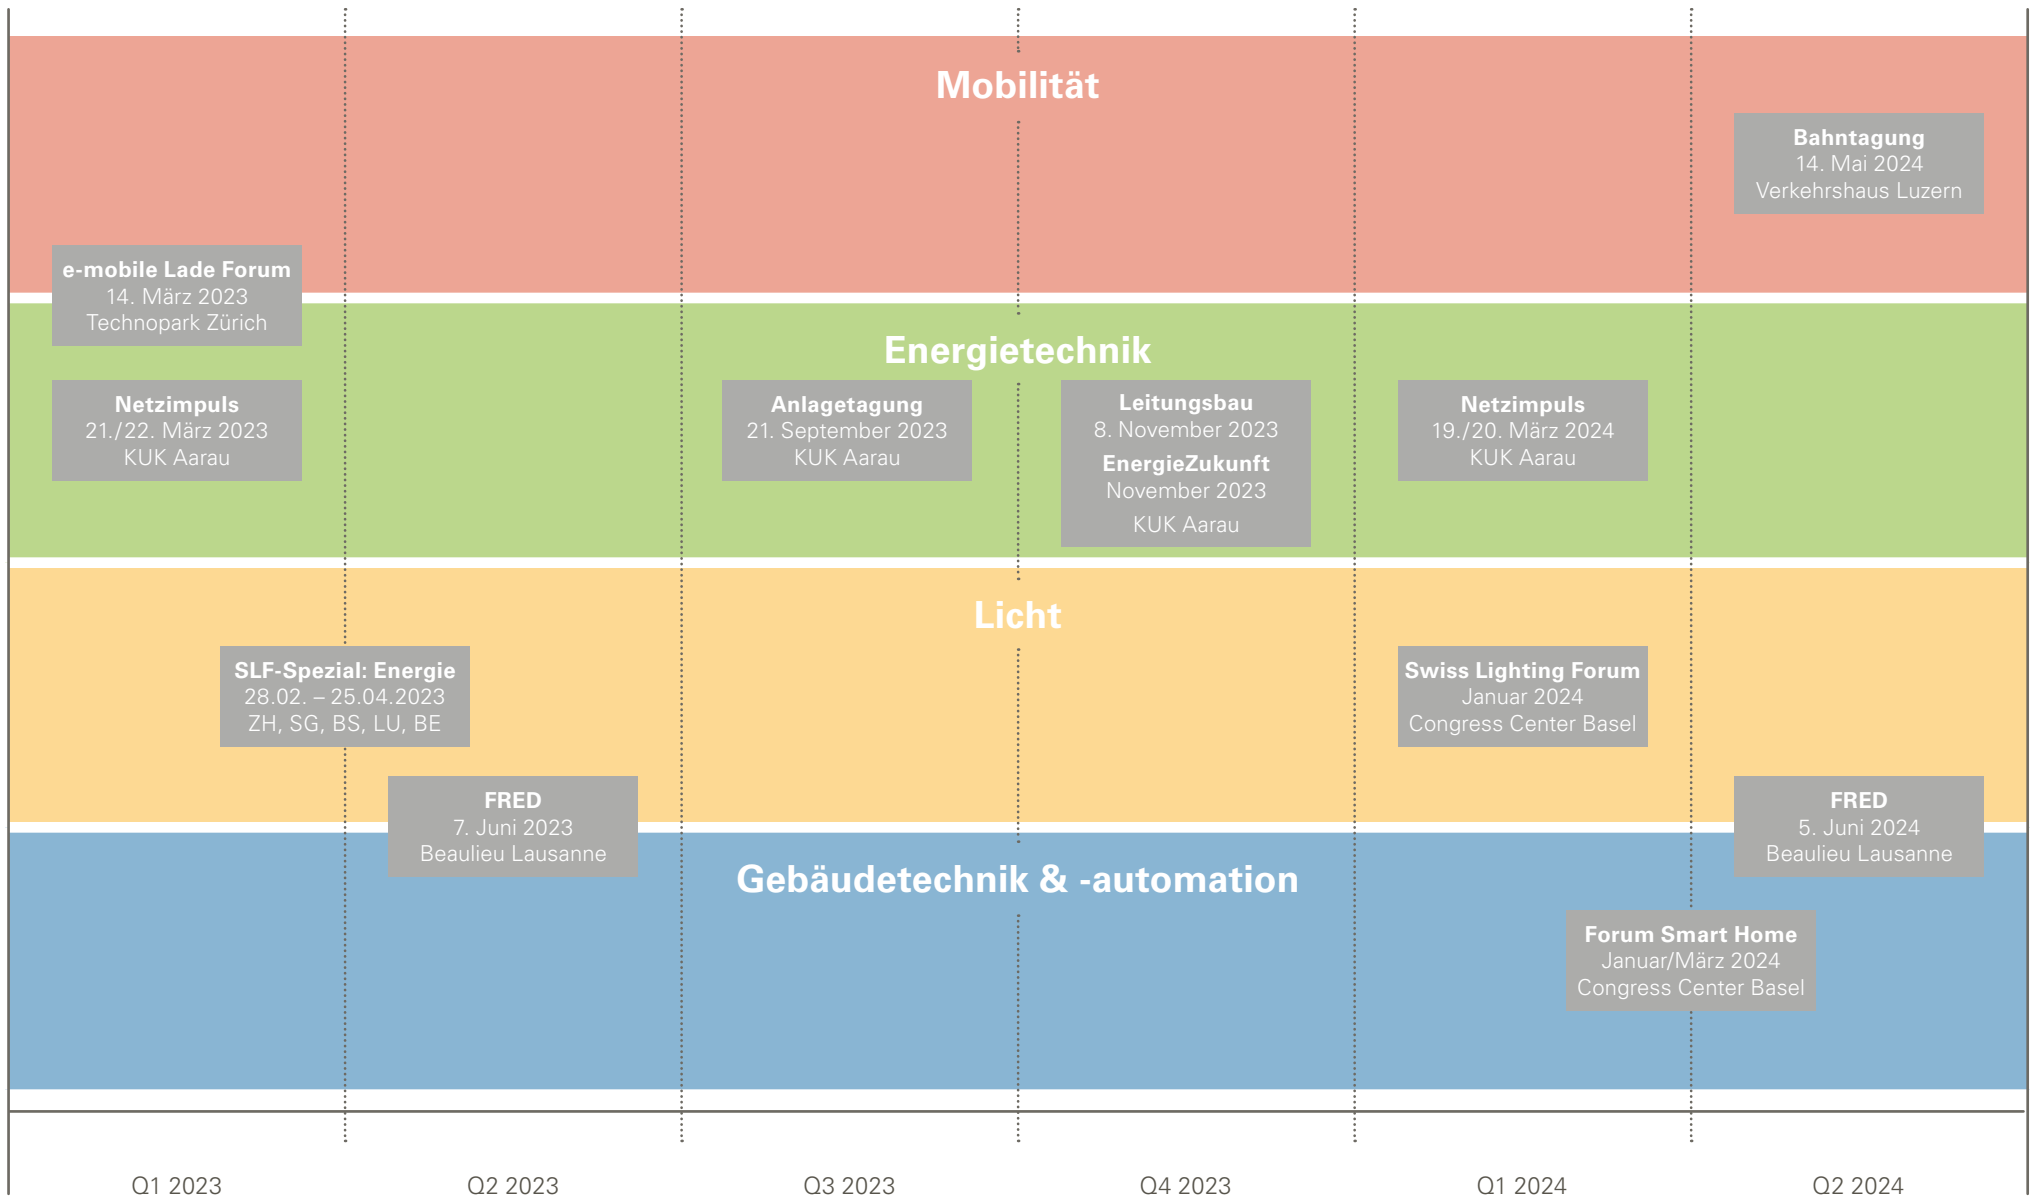 Mobilität
Bahntagung
14. Mai 2024
Verkehrshaus Luzern
e-mobile Lade Forum
14. März 2023
Technopark Zürich
Energietechnik
Netzimpuls
21./22. März 2023
KUK Aarau
Anlagetagung
21. September 2023
KUK Aarau
Leitungsbau
8. November 2023
EnergieZukunft
November 2023
KUK Aarau
Netzimpuls
19./20. März 2024
KUK Aarau
Licht
SLF-Spezial: Energie
28.02. – 25.04.2023
ZH, SG, BS, LU, BE
Swiss Lighting Forum
Januar 2024
Congress Center Basel
FRED
7. Juni 2023
Beaulieu Lausanne
FRED
5. Juni 2024
Beaulieu Lausanne
Gebäudetechnik & -automation
Forum Smart Home
Januar/März 2024
Congress Center Basel
Q1 2023
Q2 2023
Q3 2023
Q4 2023
Q1 2024
Q2 2024